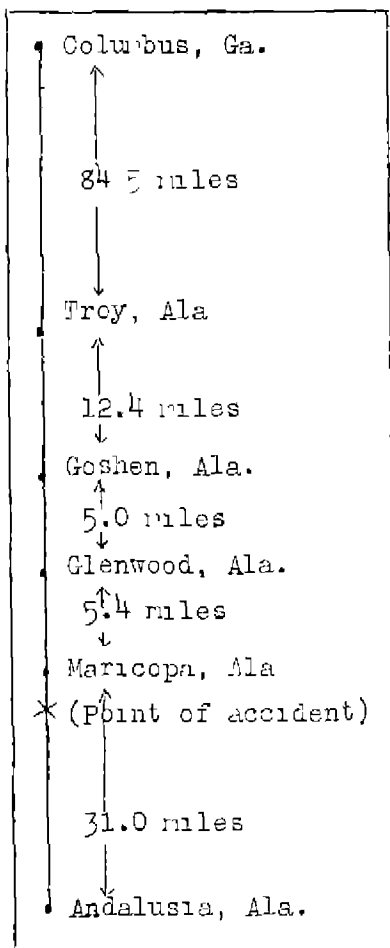 Columbus, Ga.
84 5 miles
Troy, Ala
12.4 miles
Goshen, Ala.
5.0 miles
Glenwood, Ala.
5.4 miles
Maricopa, Ala
(Point of accident)
31.0 miles
Andalusia, Ala.